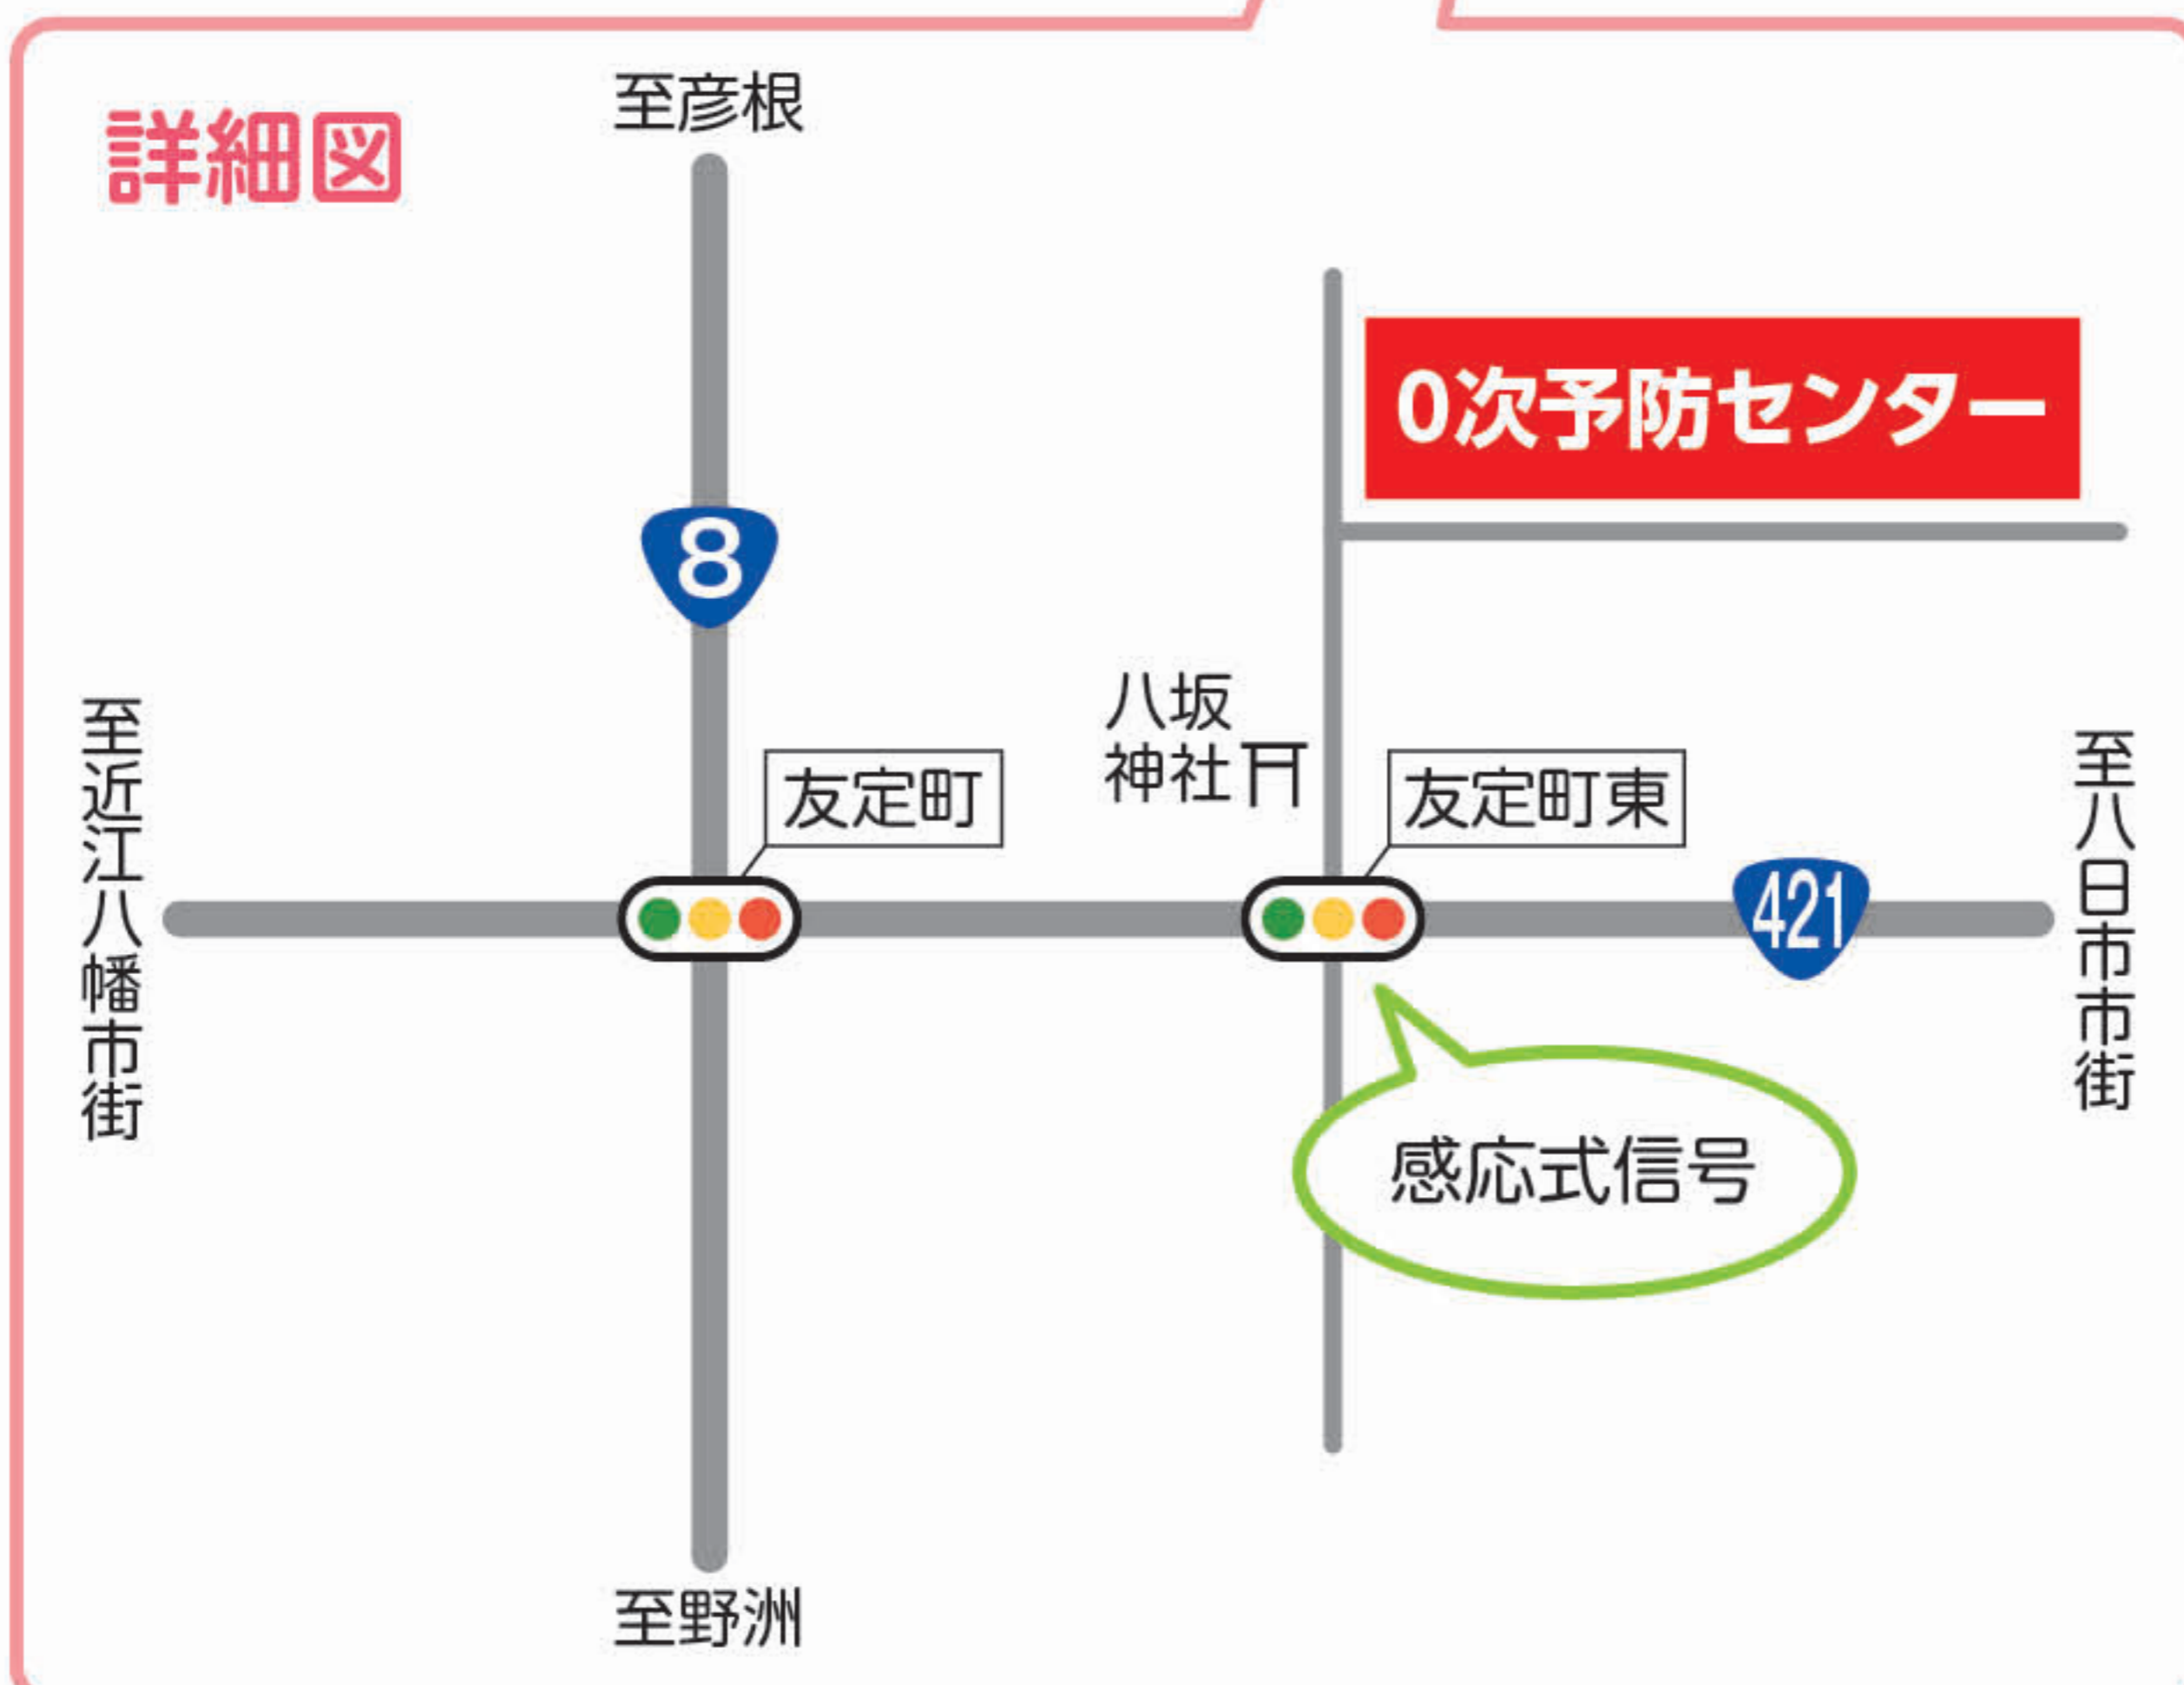 詳細図
至彦根
0次予防センター
8
八坂
神社
友定町
友定町東
至近江八幡市街
421
至八日市市街
感応式信号
至野洲